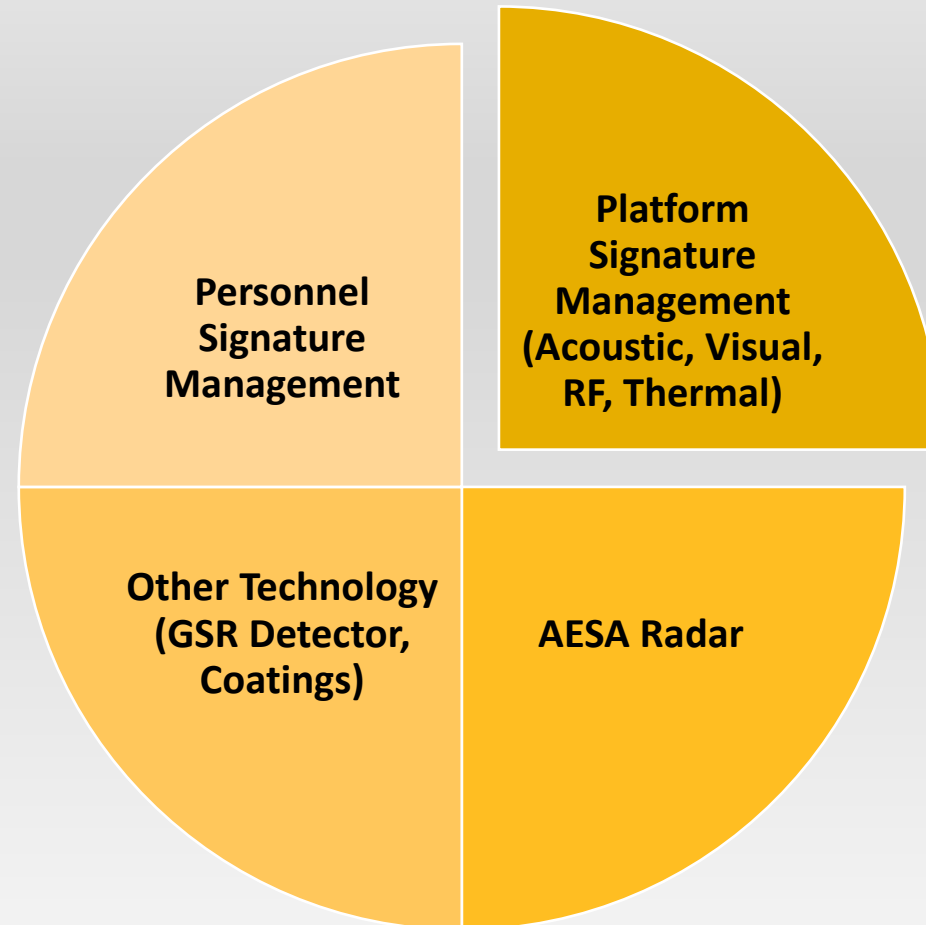 Platform
Signature
Management
(Acoustic, Visual,
RF, Thermal)
Personnel
Signature
Management
Other Technology
(GSR Detector,
Coatings)
AESA Radar